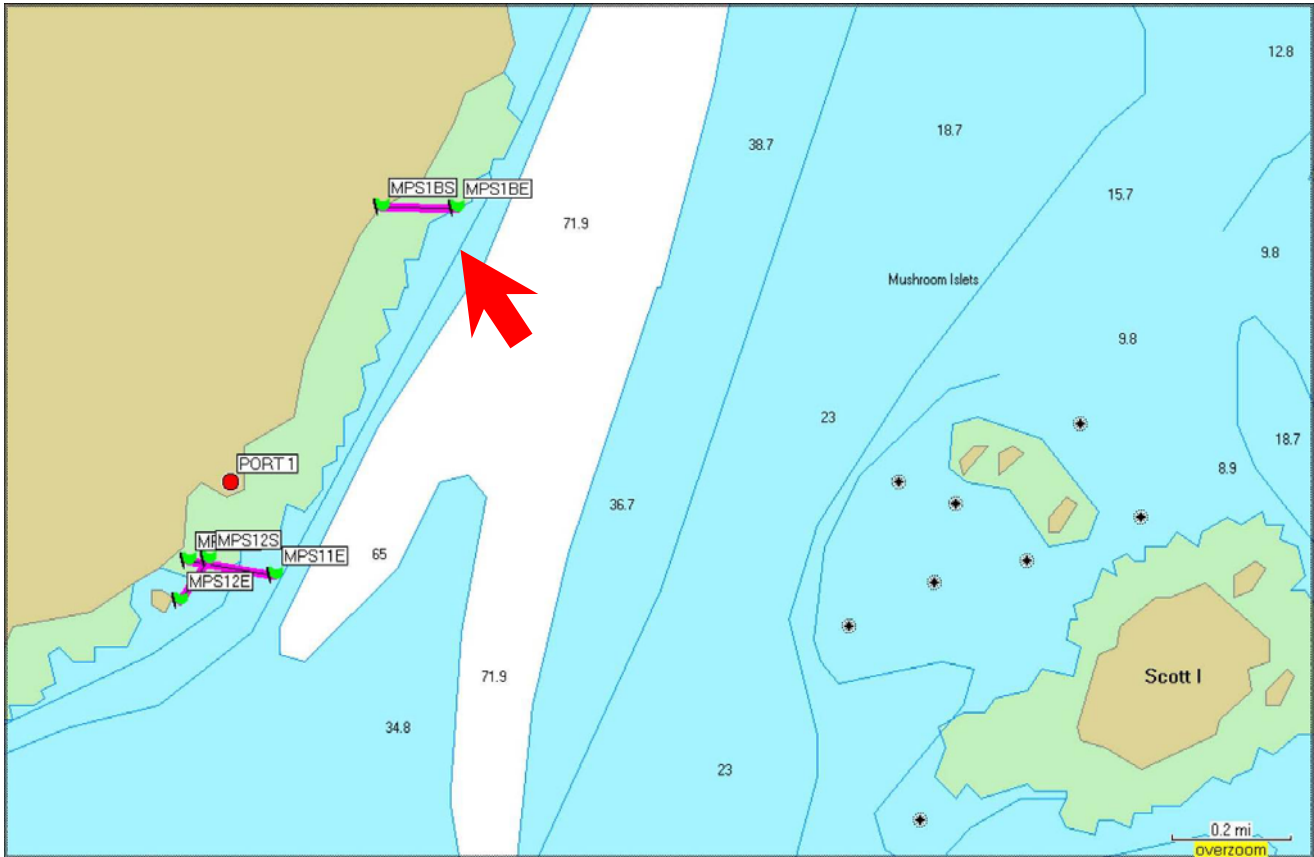 12.8
18.7
38.7
MPS1BS
MPS1BE
15.7
71.9
9.8
Mushroom Islets
9.8
23
18.7
PORT 1
8.9
36.7
MPS12S
65
MPS11E
MPS12E
Scott I
71.9
34.8
23
0.2 mi
overzoom